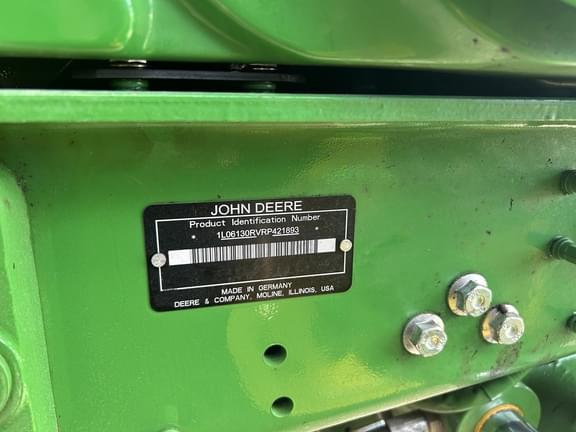 JOHN DEERE
Product Identification Number
* 1L06130RVRP421893 *
MADE IN GERMANY
DEERE & COMPANY, MOLINE, ILLINOIS, USA